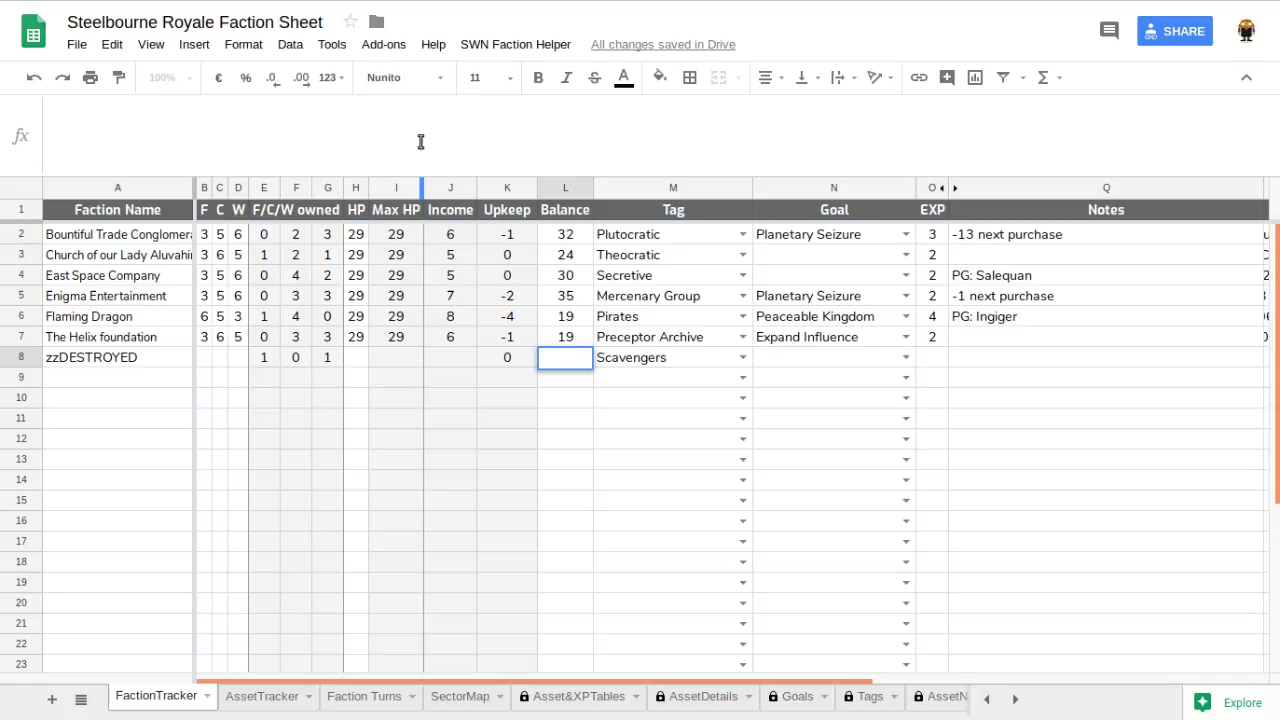 Steelbourne Royale Faction Sheet
File Edit View Insert Format Data Tools Add-ons Help SWN Faction Helper All changes saved in Drive
SHARE
100% € % .0 .00 123 Nunito 11 B I S A Σ
fx
A B C D E F G H I J K L M N O Q
1 Faction Name F C W F/C/W owned HP Max HP Income Upkeep Balance Tag Goal EXP Notes
2 Bountiful Trade Conglomera 3 5 6 0 2 3 29 29 6 -1 32 Plutocratic Planetary Seizure 3 -13 next purchase
3 Church of our Lady Aluvahi 3 6 5 1 2 1 29 29 5 0 24 Theocratic 2
4 East Space Company 3 5 6 0 4 2 29 29 5 0 30 Secretive 2 PG: Salequan
5 Enigma Entertainment 3 5 6 0 3 3 29 29 7 -2 35 Mercenary Group Planetary Seizure 2 -1 next purchase
6 Flaming Dragon 6 5 3 1 4 0 29 29 8 -4 19 Pirates Peaceable Kingdom 4 PG: Ingiger
7 The Helix foundation 3 6 5 0 3 3 29 29 6 -1 19 Preceptor Archive Expand Influence 2
8 zzDESTROYED 1 0 1 0 Scavengers
9
10
11
12
13
14
15
16
17
18
19
20
21
22
23
FactionTracker AssetTracker Faction Turns SectorMap Asset&XPTables AssetDetails Goals Tags AssetN Explore